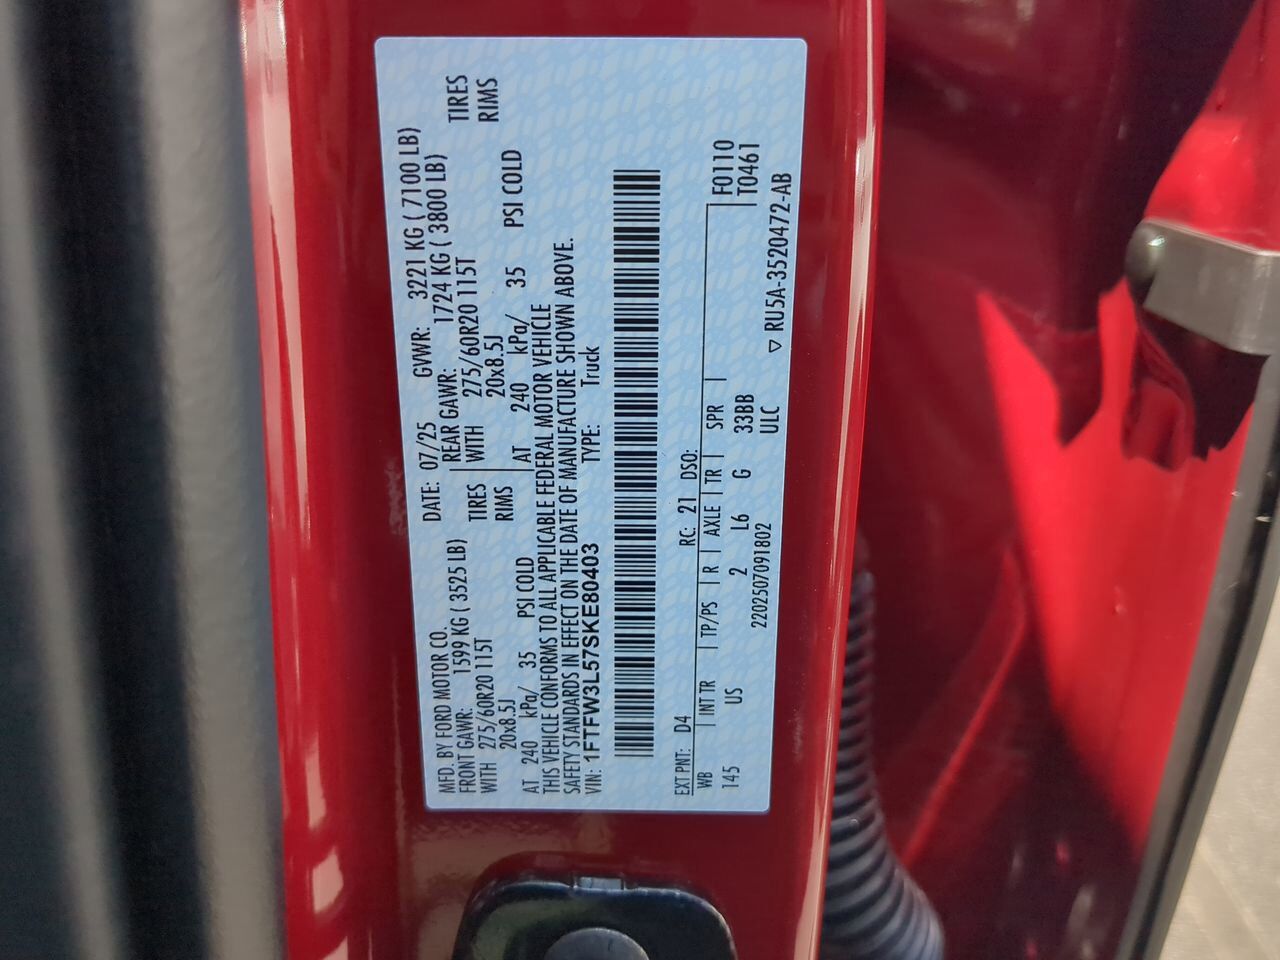 MFD. BY FORD MOTOR CO. DATE: 07/25 GVWR: 3221 KG ( 7100 LB)
FRONT GAWR: 1599 KG ( 3525 LB) REAR GAWR: 1724 KG ( 3800 LB)
WITH 275/60R20 115T TIRES WITH 275/60R20 115T TIRES
20x8.5J RIMS 20x8.5J RIMS
AT 240 kPa/ 35 PSI COLD AT 240 kPa/ 35 PSI COLD
THIS VEHICLE CONFORMS TO ALL APPLICABLE FEDERAL MOTOR VEHICLE
SAFETY STANDARDS IN EFFECT ON THE DATE OF MANUFACTURE SHOWN ABOVE.
VIN: 1FTFW3L57SKE80403 TYPE: Truck
EXT PNT: D4 RC: 21 DSO: F0110
WB INT TR TP/PS R AXLE TR SPR T0461
145 US 2 L6 G 33BB
2202507091802 ULC ▽ RU5A-3520472-AB